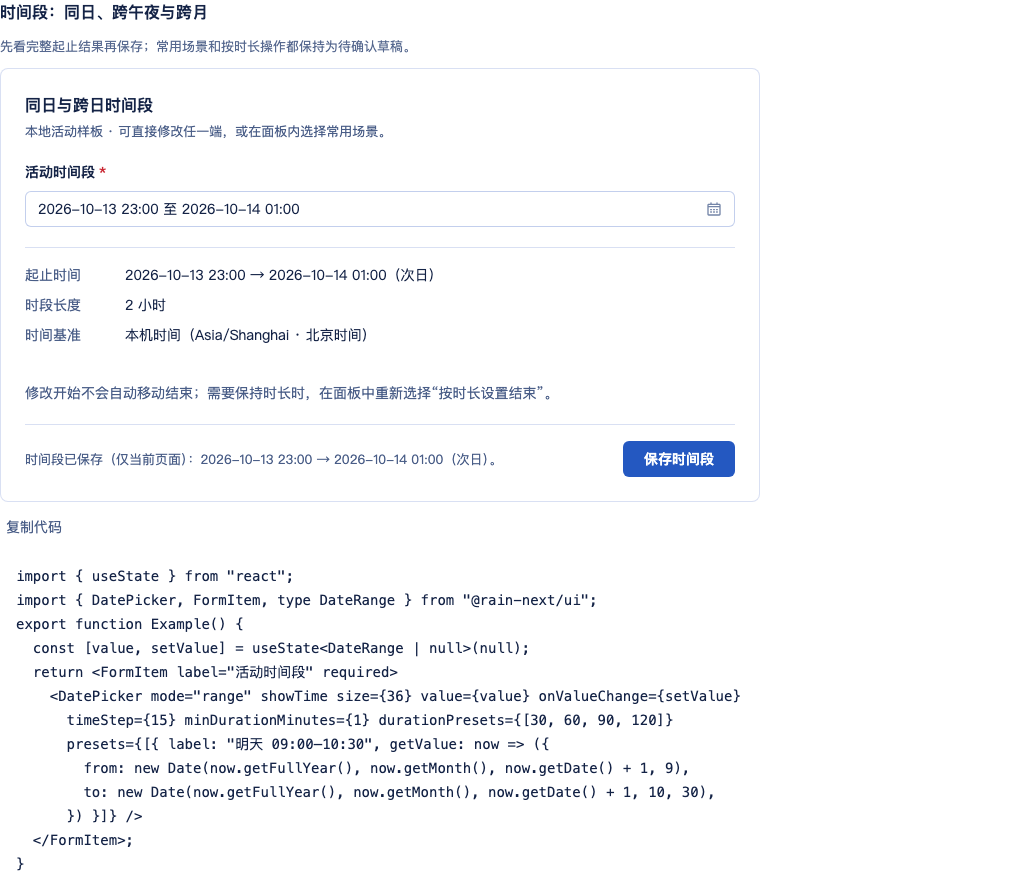 时间段：同日、跨午夜与跨月
先看完整起止结果再保存；常用场景和按时长操作都保持为待确认草稿。
同日与跨日时间段
本地活动样板 · 可直接修改任一端，或在面板内选择常用场景。
活动时间段 *
2026-10-13 23:00 至 2026-10-14 01:00
起止时间 2026-10-13 23:00 → 2026-10-14 01:00（次日）
时段长度 2 小时
时间基准 本机时间（Asia/Shanghai · 北京时间）
修改开始不会自动移动结束；需要保持时长时，在面板中重新选择“按时长设置结束”。
时间段已保存（仅当前页面）：2026-10-13 23:00 → 2026-10-14 01:00（次日）。 保存时间段
复制代码
import { useState } from "react";
import { DatePicker, FormItem, type DateRange } from "@rain-next/ui";
export function Example() {
  const [value, setValue] = useState<DateRange | null>(null);
  return <FormItem label="活动时间段" required>
    <DatePicker mode="range" showTime size={36} value={value} onValueChange={setValue}
      timeStep={15} minDurationMinutes={1} durationPresets={[30, 60, 90, 120]}
      presets={[{ label: "明天 09:00–10:30", getValue: now => ({
        from: new Date(now.getFullYear(), now.getMonth(), now.getDate() + 1, 9),
        to: new Date(now.getFullYear(), now.getMonth(), now.getDate() + 1, 10, 30),
      }) }]} />
  </FormItem>;
}